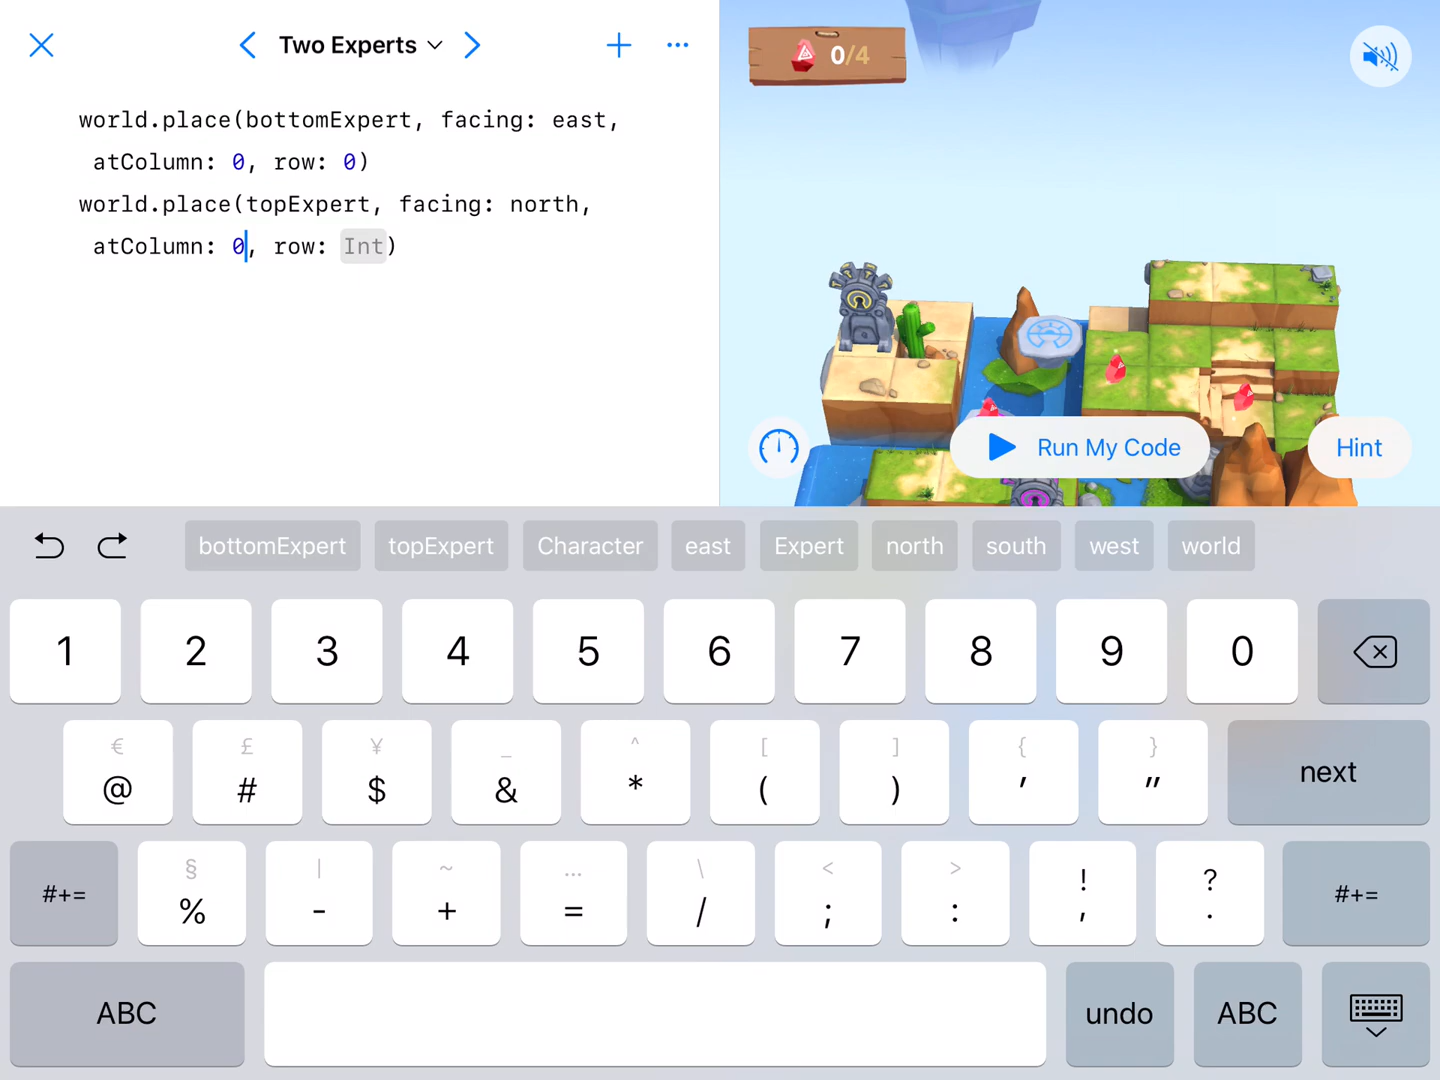 Two Experts
world.place(bottomExpert, facing: east,
atColumn: 0, row: 0)
world.place(topExpert, facing: north,
atColumn: 0, row: Int)
0/4
Run My Code
Hint
bottomExpert topExpert Character east Expert north south west world
1 2 3 4 5 6 7 8 9 0
€ £ ¥ _ ^ [ ] { }
@ # $ & * ( ) ' " next
§ | ~ ... \ < > ! ?
#+= % - + = / ; : , . #+=
ABC undo ABC